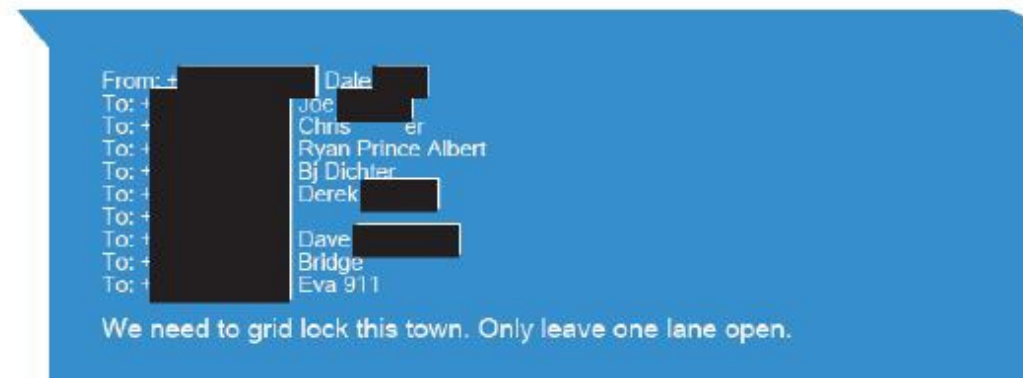 From: + Dale
To: + Joe
To: + Chris er
To: + Ryan Prince Albert
To: + Bj Dichter
To: + Derek
To: +
To: + Dave
To: + Bridge
To: + Eva 911
We need to grid lock this town. Only leave one lane open.